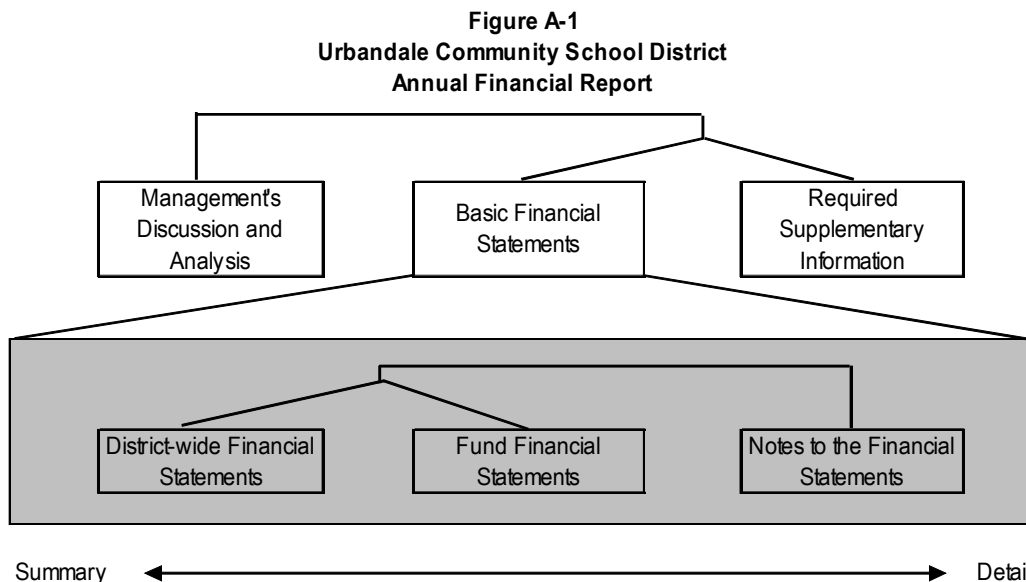 Figure A-1
Urbandale Community School District
Annual Financial Report
Management's
Discussion and
Analysis
Basic Financial
Statements
Required
Supplementary
Information
District-wide Financial
Statements
Fund Financial
Statements
Notes to the Financial
Statements
Summary
Detai